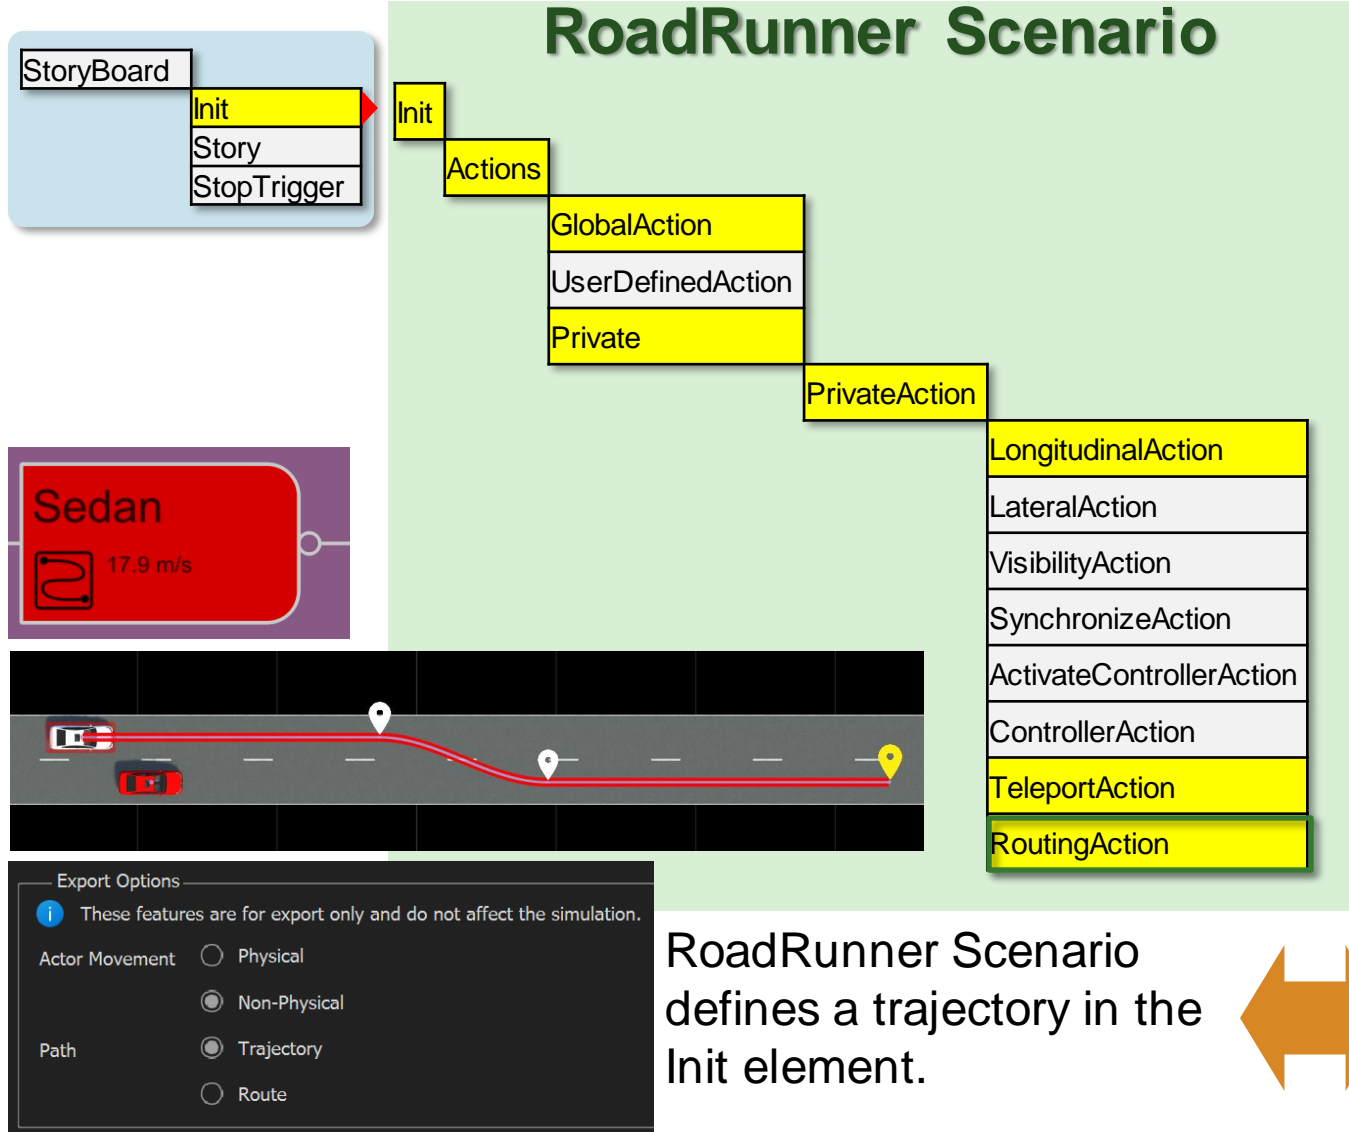 RoadRunner Scenario
StoryBoard
Init
Story
StopTrigger
Init
Actions
GlobalAction
UserDefinedAction
Private
PrivateAction
LongitudinalAction
LateralAction
VisibilityAction
SynchronizeAction
ActivateControllerAction
ControllerAction
TeleportAction
RoutingAction
Sedan
17.9 m/s
Export Options
i These features are for export only and do not affect the simulation.
Actor Movement Physical
Non-Physical
Path Trajectory
Route
RoadRunner Scenario
defines a trajectory in the
Init element.